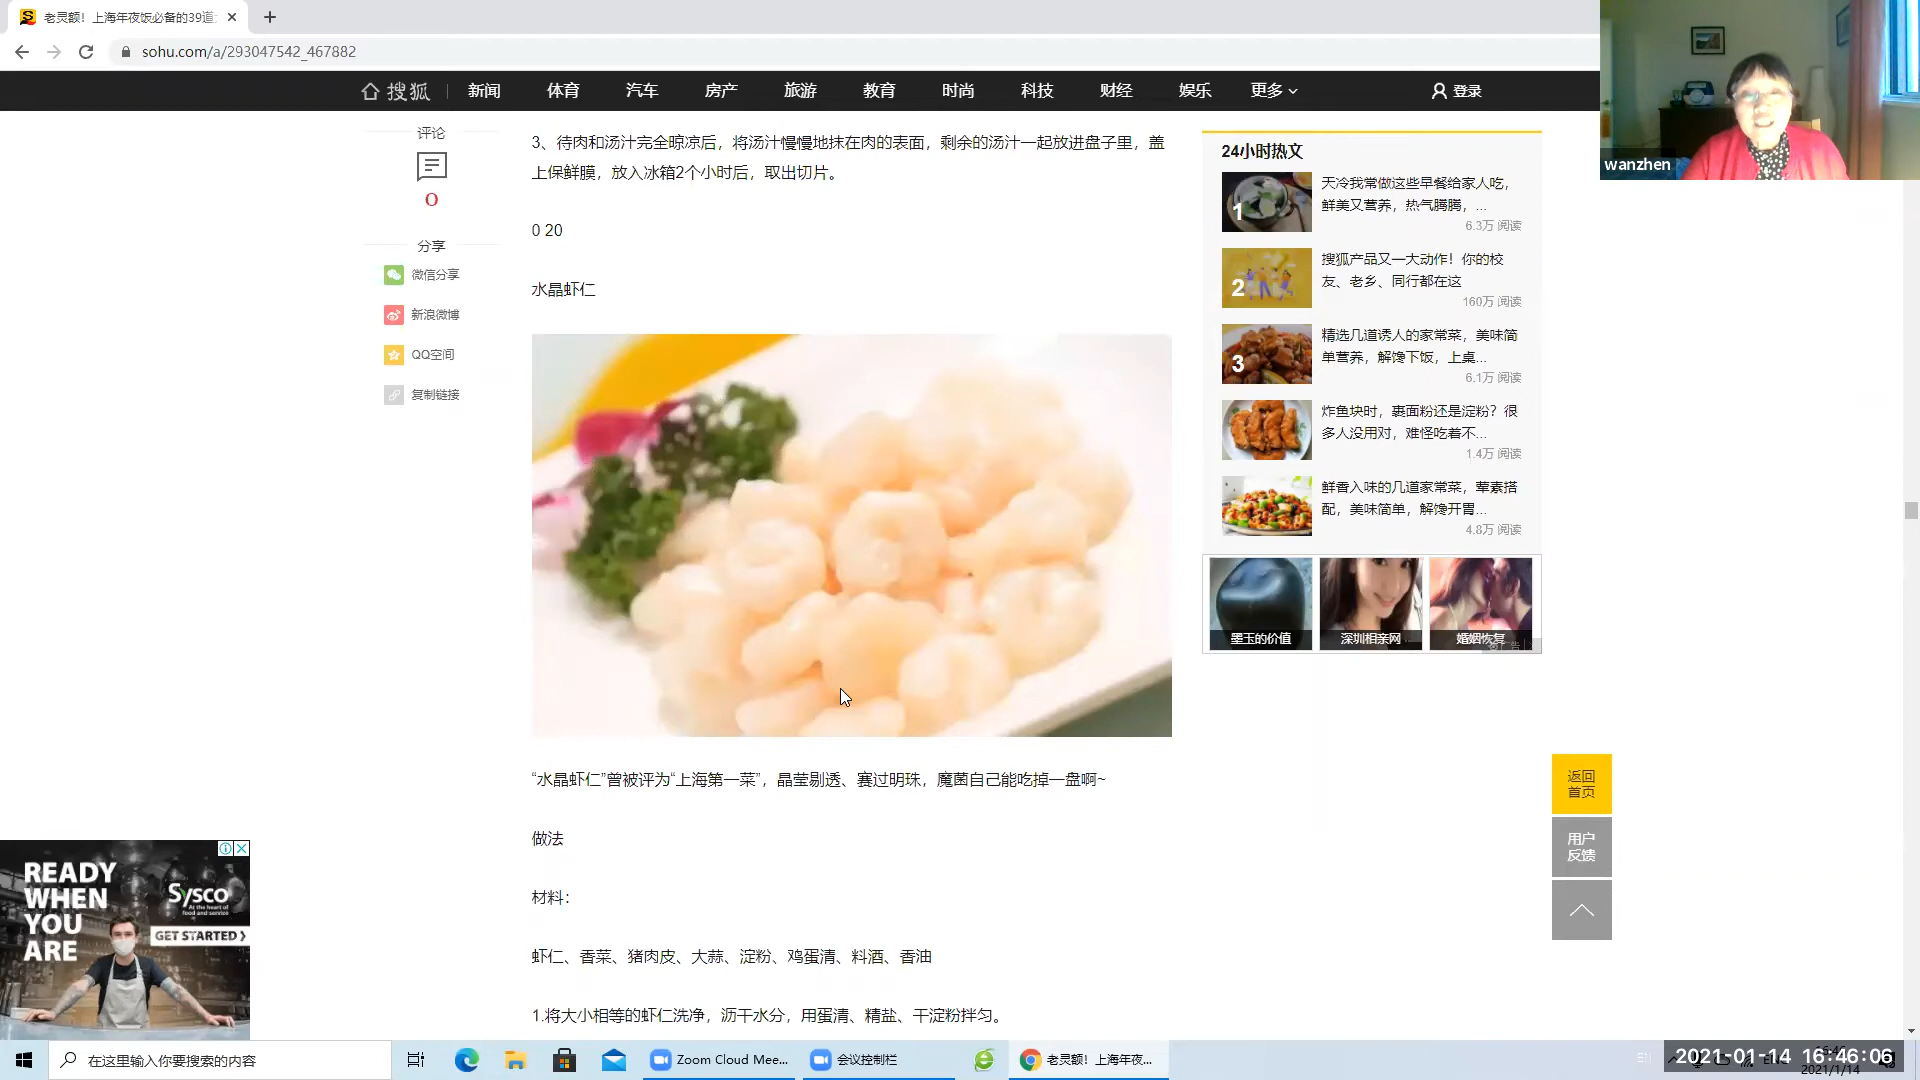 老灵额！上海年夜饭必备的39道
sohu.com/a/293047542_467882
搜狐
新闻
体育
汽车
房产
旅游
教育
时尚
科技
财经
娱乐
更多
登录
wanzhen
评论
0
分享
微信分享
新浪微博
QQ空间
复制链接
3、待肉和汤汁完全晾凉后，将汤汁慢慢地抹在肉的表面，剩余的汤汁一起放进盘子里，盖
上保鲜膜，放入冰箱2个小时后，取出切片。
0 20
水晶虾仁
“水晶虾仁”曾被评为“上海第一菜”，晶莹剔透、赛过明珠，魔菌自己能吃掉一盘啊~
做法
材料：
虾仁、香菜、猪肉皮、大蒜、淀粉、鸡蛋清、料酒、香油
1.将大小相等的虾仁洗净，沥干水分，用蛋清、精盐、干淀粉拌匀。
24小时热文
1
天冷我常做这些早餐给家人吃，
鲜美又营养，热气腾腾，...
6.3万 阅读
2
搜狐产品又一大动作！你的校
友、老乡、同行都在这
160万 阅读
3
精选几道诱人的家常菜，美味简
单营养，解馋下饭，上桌...
6.1万 阅读
炸鱼块时，裹面粉还是淀粉？很
多人没用对，难怪吃着不...
1.4万 阅读
鲜香入味的几道家常菜，荤素搭
配，美味简单，解馋开胃...
4.8万 阅读
墨玉的价值
深圳相亲网
婚姻恢复
返回
首页
用户
反馈
READY
WHEN
YOU
ARE
Sysco
At the heart of
food and service
GET STARTED
在这里输入你要搜索的内容
Zoom Cloud Mee...
会议控制栏
老灵额！上海年夜...
2021-01-14 16:46:06
2021/1/14